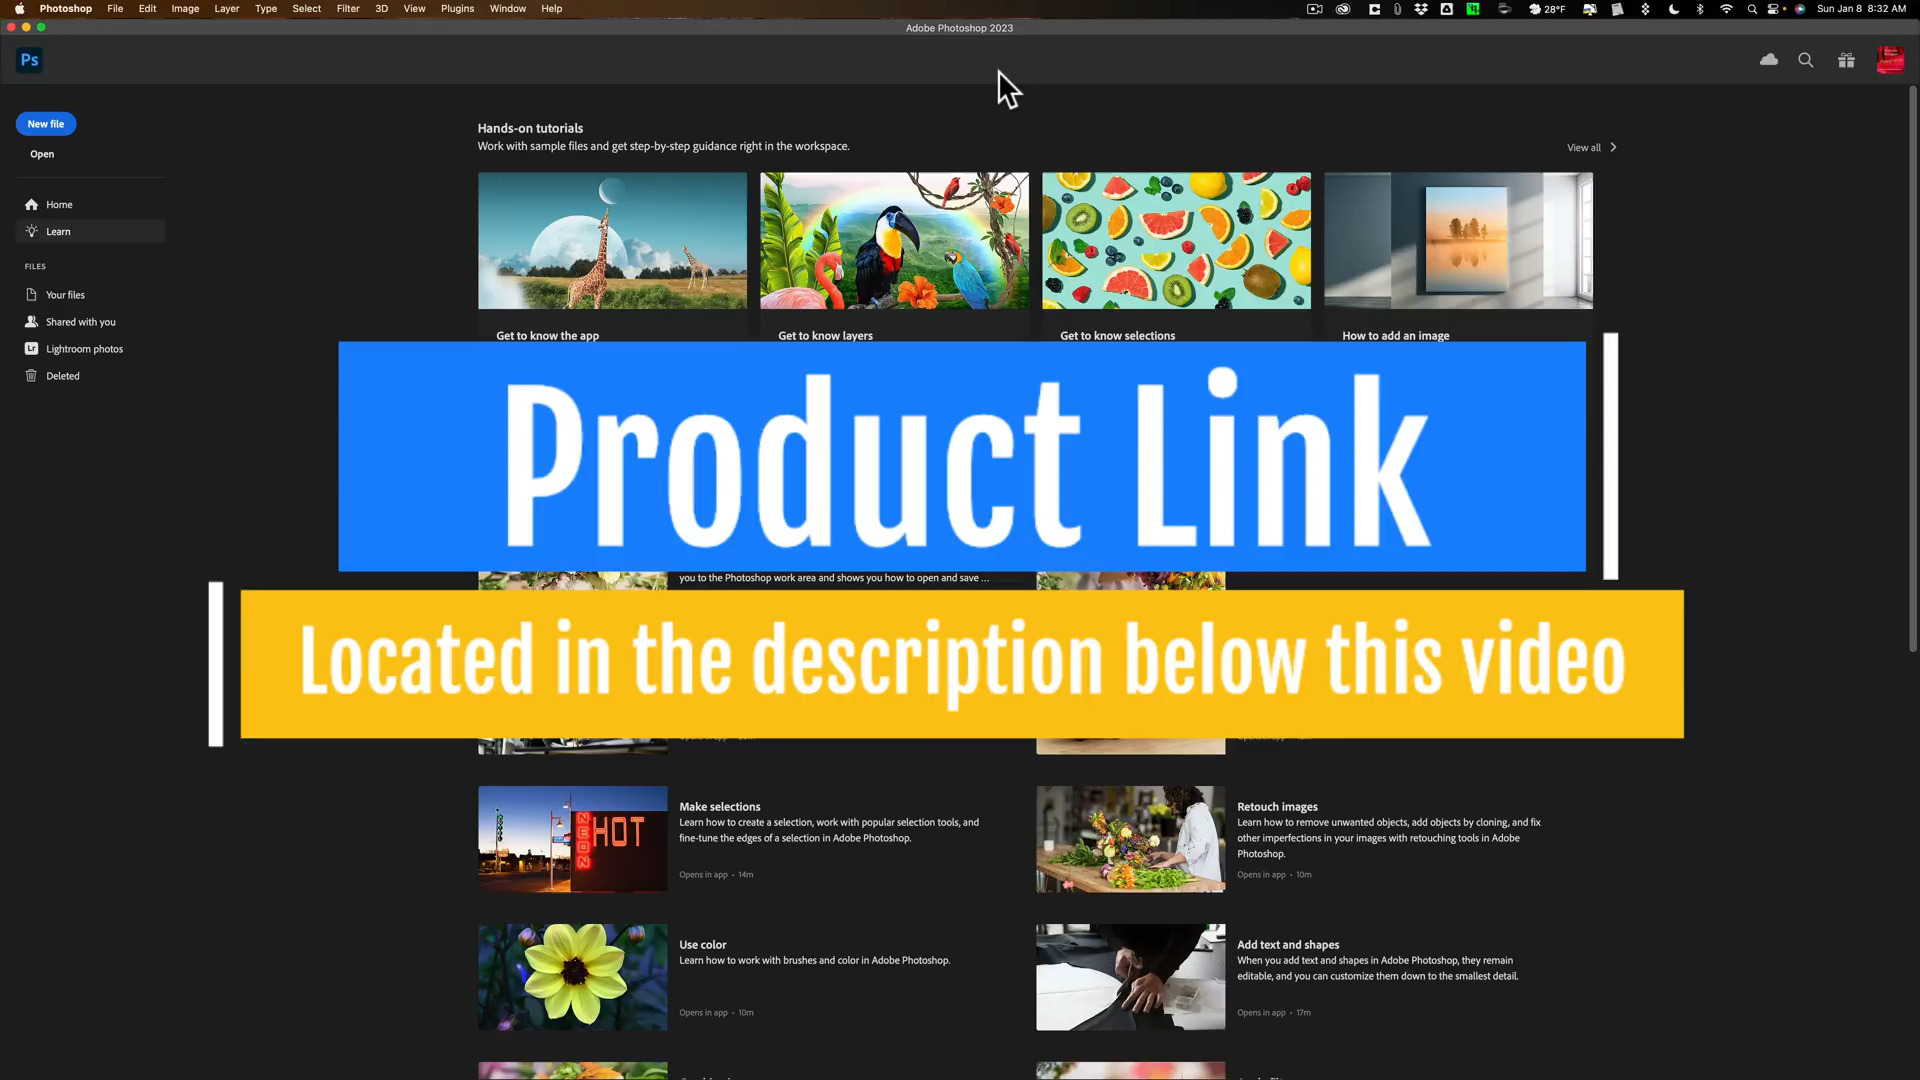 Photoshop File Edit Image Layer Type Select Filter 3D View Plugins Window Help
28°F Sun Jan 8 8:32 AM
Adobe Photoshop 2023
Ps
New file
Open
Home
Learn
FILES
Your files
Shared with you
Lr Lightroom photos
Deleted
Hands-on tutorials
Work with sample files and get step-by-step guidance right in the workspace.
View all
Get to know the app
Get to know layers
Get to know selections
How to add an image
Product Link
you to the Photoshop work area and shows you how to open and save ...
Located in the description below this video
HOT
NEON
Make selections
Learn how to create a selection, work with popular selection tools, and
fine-tune the edges of a selection in Adobe Photoshop.
Opens in app • 14m
Retouch images
Learn how to remove unwanted objects, add objects by cloning, and fix
other imperfections in your images with retouching tools in Adobe
Photoshop.
Opens in app • 10m
Use color
Learn how to work with brushes and color in Adobe Photoshop.
Opens in app • 10m
Add text and shapes
When you add text and shapes in Adobe Photoshop, they remain
editable, and you can customize them down to the smallest detail.
Opens in app • 17m